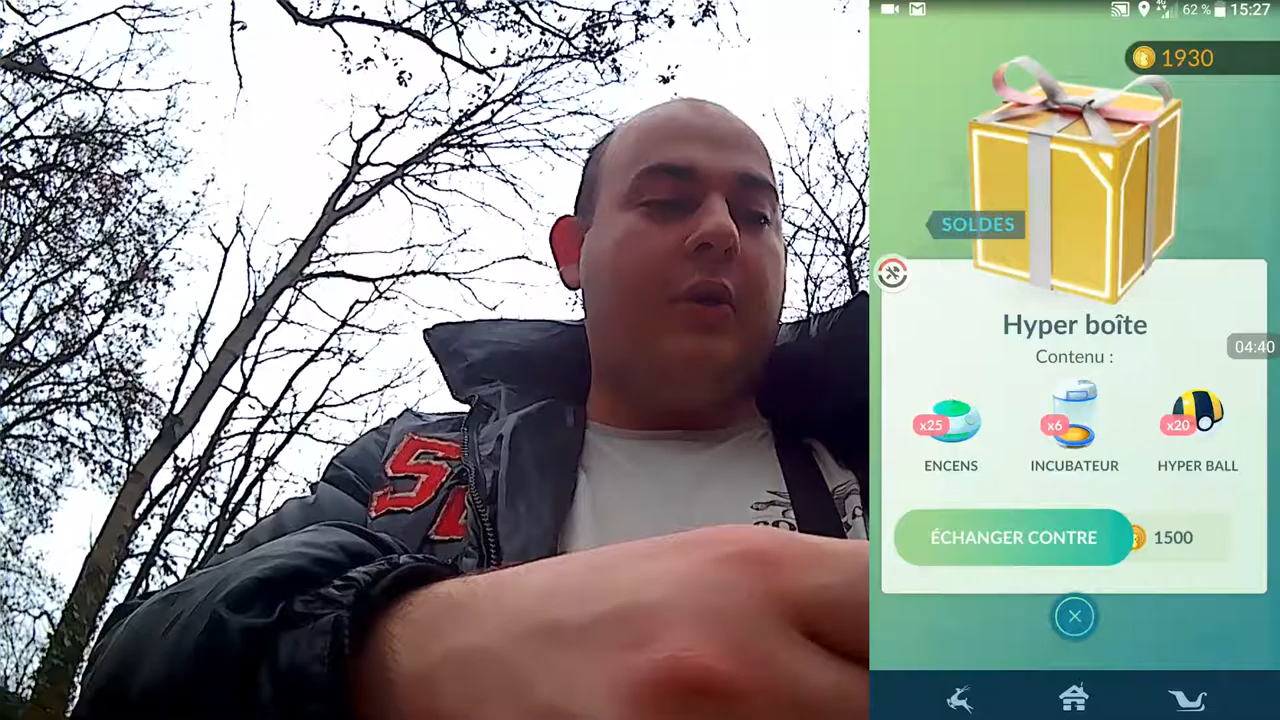 4G 62 % 15:27
1930
SOLDES
Hyper boîte
Contenu :
04:40
x25 x6 x20
ENCENS INCUBATEUR HYPER BALL
ÉCHANGER CONTRE 1500